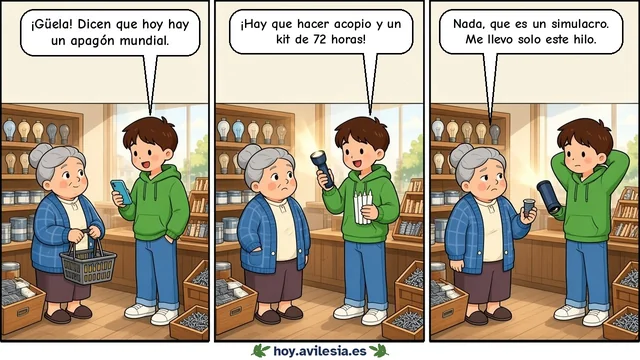 ¡Güela! Dicen que hoy hay
un apagón mundial.
¡Hay que hacer acopio y un
kit de 72 horas!
Nada, que es un simulacro.
Me llevo solo este hilo.
hoy.avilesia.es